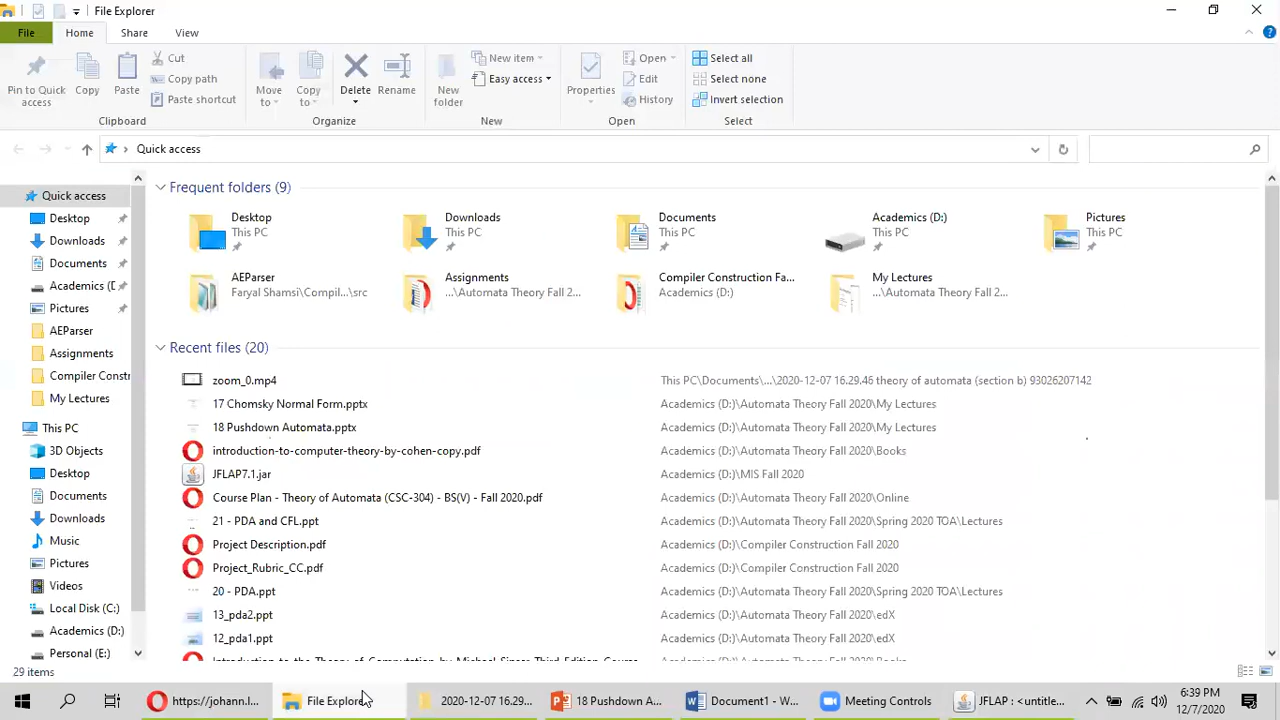 File Explorer
File Home Share View
Pin to Quick access
Copy
Paste
Cut
Copy path
Paste shortcut
Clipboard
Move to
Copy to
Delete
Rename
Organize
New folder
New item
Easy access
New
Properties
Open
Edit
History
Open
Select all
Select none
Invert selection
Select
Quick access
Quick access
Desktop
Downloads
Documents
Academics (D
Pictures
AEParser
Assignments
Compiler Constr
My Lectures
This PC
3D Objects
Desktop
Documents
Downloads
Music
Pictures
Videos
Local Disk (C:)
Academics (D:)
Personal (E:)
Frequent folders (9)
Desktop
This PC
Downloads
This PC
Documents
This PC
Academics (D:)
This PC
Pictures
This PC
AEParser
Faryal Shamsi\Compil...\src
Assignments
...\Automata Theory Fall 2...
Compiler Construction Fa...
Academics (D:)
My Lectures
...\Automata Theory Fall 2...
Recent files (20)
zoom_0.mp4 This PC\Documents\...\2020-12-07 16.29.46 theory of automata (section b) 93026207142
17 Chomsky Normal Form.pptx Academics (D:)\Automata Theory Fall 2020\My Lectures
18 Pushdown Automata.pptx Academics (D:)\Automata Theory Fall 2020\My Lectures
introduction-to-computer-theory-by-cohen-copy.pdf Academics (D:)\Automata Theory Fall 2020\Books
JFLAP7.1.jar Academics (D:)\MIS Fall 2020
Course Plan - Theory of Automata (CSC-304) - BS(V) - Fall 2020.pdf Academics (D:)\Automata Theory Fall 2020\Online
21 - PDA and CFL.ppt Academics (D:)\Automata Theory Fall 2020\Spring 2020 TOA\Lectures
Project Description.pdf Academics (D:)\Compiler Construction Fall 2020
Project_Rubric_CC.pdf Academics (D:)\Compiler Construction Fall 2020
20 - PDA.ppt Academics (D:)\Automata Theory Fall 2020\Spring 2020 TOA\Lectures
13_pda2.ppt Academics (D:)\Automata Theory Fall 2020\edX
12_pda1.ppt Academics (D:)\Automata Theory Fall 2020\edX
29 items
https://johann.l...
File Explorer
2020-12-07 16.29...
18 Pushdown A...
Document1 - W...
Meeting Controls
JFLAP : <untitle...
6:39 PM
12/7/2020